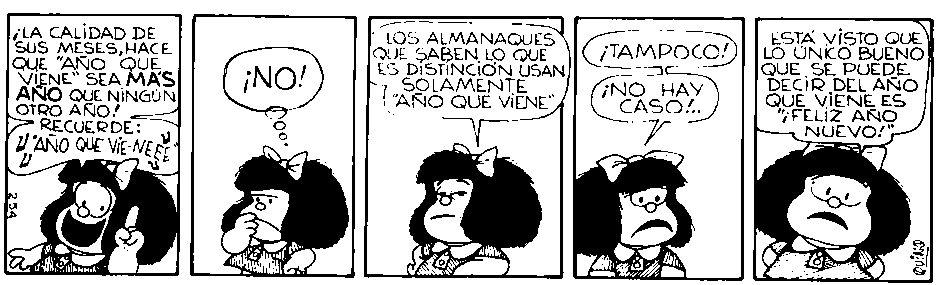 ¡LA CALIDAD DE
SUS MESES, HACE
QUE "AÑO QUE
VIENE" SEA MÁS
AÑO QUE NINGÚN
OTRO AÑO!
RECUERDE:
"AÑO QUE VIE-NEEE"
254
¡NO!
LOS ALMANAQUES
QUE SABEN LO QUE
ES DISTINCIÓN USAN
SOLAMENTE
"AÑO QUE VIENE"
¡TAMPOCO!
¡NO HAY
CASO!..
ESTÁ VISTO QUE
LO ÚNICO BUENO
QUE SE PUEDE
DECIR DEL AÑO
QUE VIENE ES
"¡FELIZ AÑO
NUEVO!"
QUINO